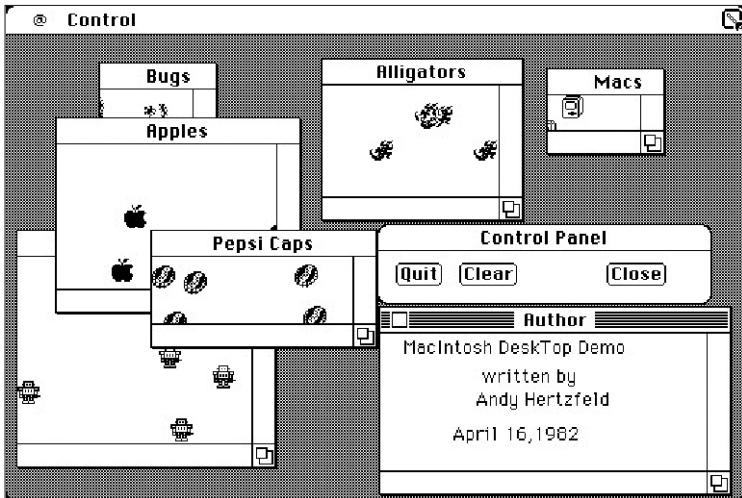 @ Control
Bugs
Alligators
Macs
Apples
Pepsi Caps
Control Panel
Quit Clear Close
Author
MacIntosh DeskTop Demo
written by
Andy Hertzfeld
April 16,1982